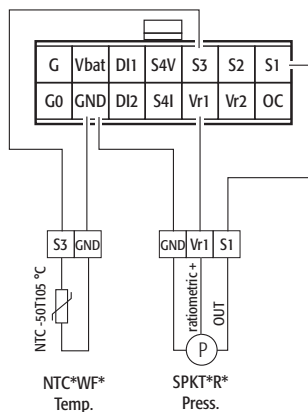 G Vbat DI1 S4V S3 S2 S1
G0 GND DI2 S4I Vr1 Vr2 OC
S3 GND GND Vr1 S1
NTC -50T105 °C
ratiometric +
OUT
P
NTC*WF* SPKT*R*
Temp. Press.